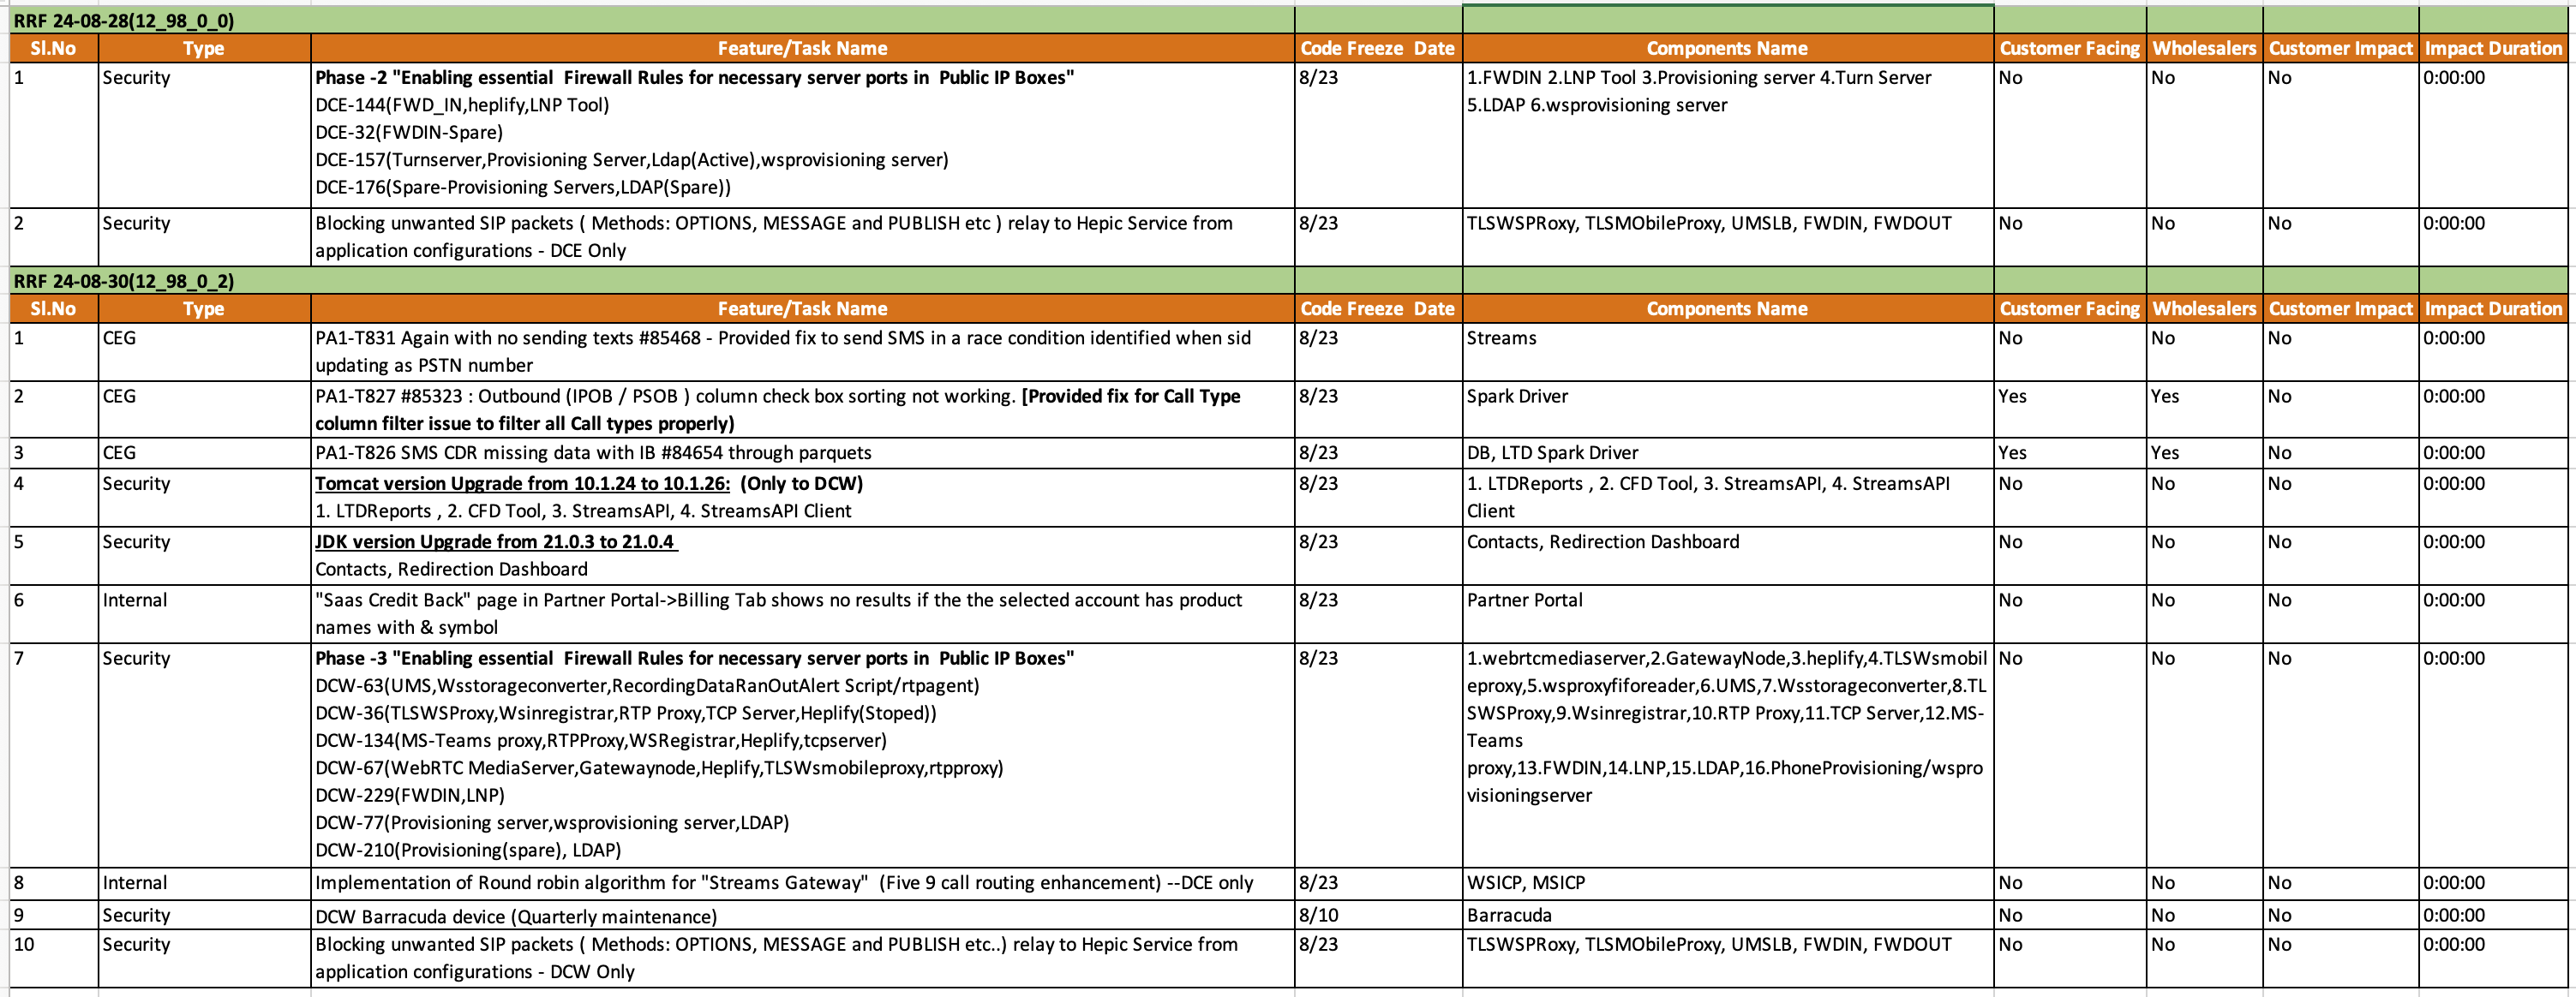 RRF 24-08-28(12_98_0_0)
Sl.No Type Feature/Task Name Code Freeze  Date Components Name Customer Facing Wholesalers Customer Impact Impact Duration
1 Security Phase -2 "Enabling essential  Firewall Rules for necessary server ports in  Public IP Boxes" 8/23 1.FWDIN 2.LNP Tool 3.Provisioning server 4.Turn Server No No No 0:00:00
DCE-144(FWD_IN,heplify,LNP Tool) 5.LDAP 6.wsprovisioning server
DCE-32(FWDIN-Spare)
DCE-157(Turnserver,Provisioning Server,Ldap(Active),wsprovisioning server)
DCE-176(Spare-Provisioning Servers,LDAP(Spare))
2 Security Blocking unwanted SIP packets ( Methods: OPTIONS, MESSAGE and PUBLISH etc ) relay to Hepic Service from 8/23 TLSWSPRoxy, TLSMObileProxy, UMSLB, FWDIN, FWDOUT No No No 0:00:00
application configurations - DCE Only
RRF 24-08-30(12_98_0_2)
Sl.No Type Feature/Task Name Code Freeze  Date Components Name Customer Facing Wholesalers Customer Impact Impact Duration
1 CEG PA1-T831 Again with no sending texts #85468 - Provided fix to send SMS in a race condition identified when sid 8/23 Streams No No No 0:00:00
updating as PSTN number
2 CEG PA1-T827 #85323 : Outbound (IPOB / PSOB ) column check box sorting not working. [Provided fix for Call Type 8/23 Spark Driver Yes Yes No 0:00:00
column filter issue to filter all Call types properly)
3 CEG PA1-T826 SMS CDR missing data with IB #84654 through parquets 8/23 DB, LTD Spark Driver Yes Yes No 0:00:00
4 Security Tomcat version Upgrade from 10.1.24 to 10.1.26:  (Only to DCW) 8/23 1. LTDReports , 2. CFD Tool, 3. StreamsAPI, 4. StreamsAPI No No No 0:00:00
1. LTDReports , 2. CFD Tool, 3. StreamsAPI, 4. StreamsAPI Client Client
5 Security JDK version Upgrade from 21.0.3 to 21.0.4 8/23 Contacts, Redirection Dashboard No No No 0:00:00
Contacts, Redirection Dashboard
6 Internal "Saas Credit Back" page in Partner Portal->Billing Tab shows no results if the the selected account has product 8/23 Partner Portal No No No 0:00:00
names with & symbol
7 Security Phase -3 "Enabling essential  Firewall Rules for necessary server ports in  Public IP Boxes" 8/23 1.webrtcmediaserver,2.GatewayNode,3.heplify,4.TLSWsmobil No No No 0:00:00
DCW-63(UMS,Wsstorageconverter,RecordingDataRanOutAlert Script/rtpagent) eproxy,5.wsproxyfiforeader,6.UMS,7.Wsstorageconverter,8.TL
DCW-36(TLSWSProxy,Wsinregistrar,RTP Proxy,TCP Server,Heplify(Stoped)) SWSProxy,9.Wsinregistrar,10.RTP Proxy,11.TCP Server,12.MS-
DCW-134(MS-Teams proxy,RTPProxy,WSRegistrar,Heplify,tcpserver) Teams
DCW-67(WebRTC MediaServer,Gatewaynode,Heplify,TLSWsmobileproxy,rtpproxy) proxy,13.FWDIN,14.LNP,15.LDAP,16.PhoneProvisioning/wspro
DCW-229(FWDIN,LNP) visioningserver
DCW-77(Provisioning server,wsprovisioning server,LDAP)
DCW-210(Provisioning(spare), LDAP)
8 Internal Implementation of Round robin algorithm for "Streams Gateway"  (Five 9 call routing enhancement) --DCE only 8/23 WSICP, MSICP No No No 0:00:00
9 Security DCW Barracuda device (Quarterly maintenance) 8/10 Barracuda No No No 0:00:00
10 Security Blocking unwanted SIP packets ( Methods: OPTIONS, MESSAGE and PUBLISH etc..) relay to Hepic Service from 8/23 TLSWSPRoxy, TLSMObileProxy, UMSLB, FWDIN, FWDOUT No No No 0:00:00
application configurations - DCW Only